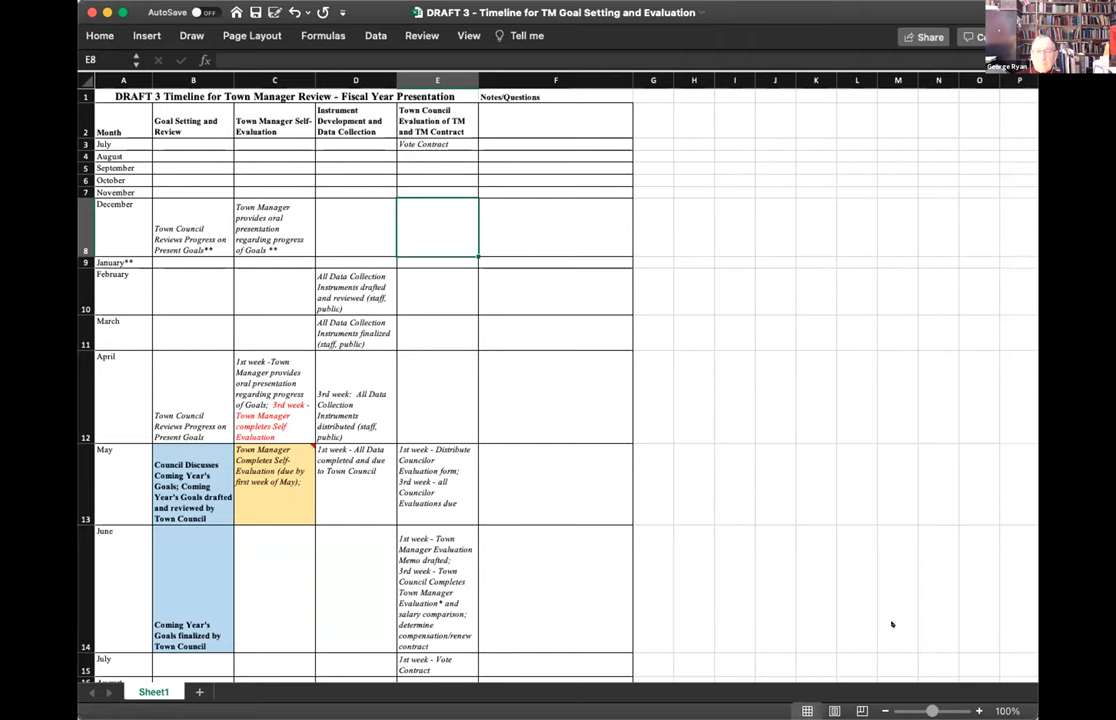 AutoSave OFF
DRAFT 3 - Timeline for TM Goal Setting and Evaluation
Home Insert Draw Page Layout Formulas Data Review View Tell me
Share
George Ryan
E8 fx
A B C D E F G H I J K L M N O P
1 DRAFT 3 Timeline for Town Manager Review - Fiscal Year Presentation Notes/Questions
2 Month
Goal Setting and
Review
Town Manager Self-
Evaluation
Instrument
Development and
Data Collection
Town Council
Evaluation of TM
and TM Contract
3 July Vote Contract
4 August
5 September
6 October
7 November
8 December
Town Council
Reviews Progress on
Present Goals**
Town Manager
provides oral
presentation
regarding progress
of Goals **
9 January**
10 February
All Data Collection
Instruments drafted
and reviewed (staff,
public)
11 March
All Data Collection
Instruments finalized
(staff, public)
12 April
Town Council
Reviews Progress on
Present Goals
1st week -Town
Manager provides
oral presentation
regarding progress
of Goals; 3rd week -
Town Manager
completes Self
Evaluation
3rd week: All Data
Collection
Instruments
distributed (staff,
public)
13 May
Council Discusses
Coming Year's
Goals; Coming
Year's Goals drafted
and reviewed by
Town Council
Town Manager
Completes Self-
Evaluation (due by
first week of May);
1st week - All Data
completed and due
to Town Council
1st week - Distribute
Councilor
Evaluation form;
3rd week - all
Councilor
Evaluations due
14 June
Coming Year's
Goals finalized by
Town Council
1st week - Town
Manager Evaluation
Memo drafted;
3rd week - Town
Council Completes
Town Manager
Evaluation* and
salary comparison;
determine
compensation/renew
contract
15 July
1st week - Vote
Contract
Sheet1
100%